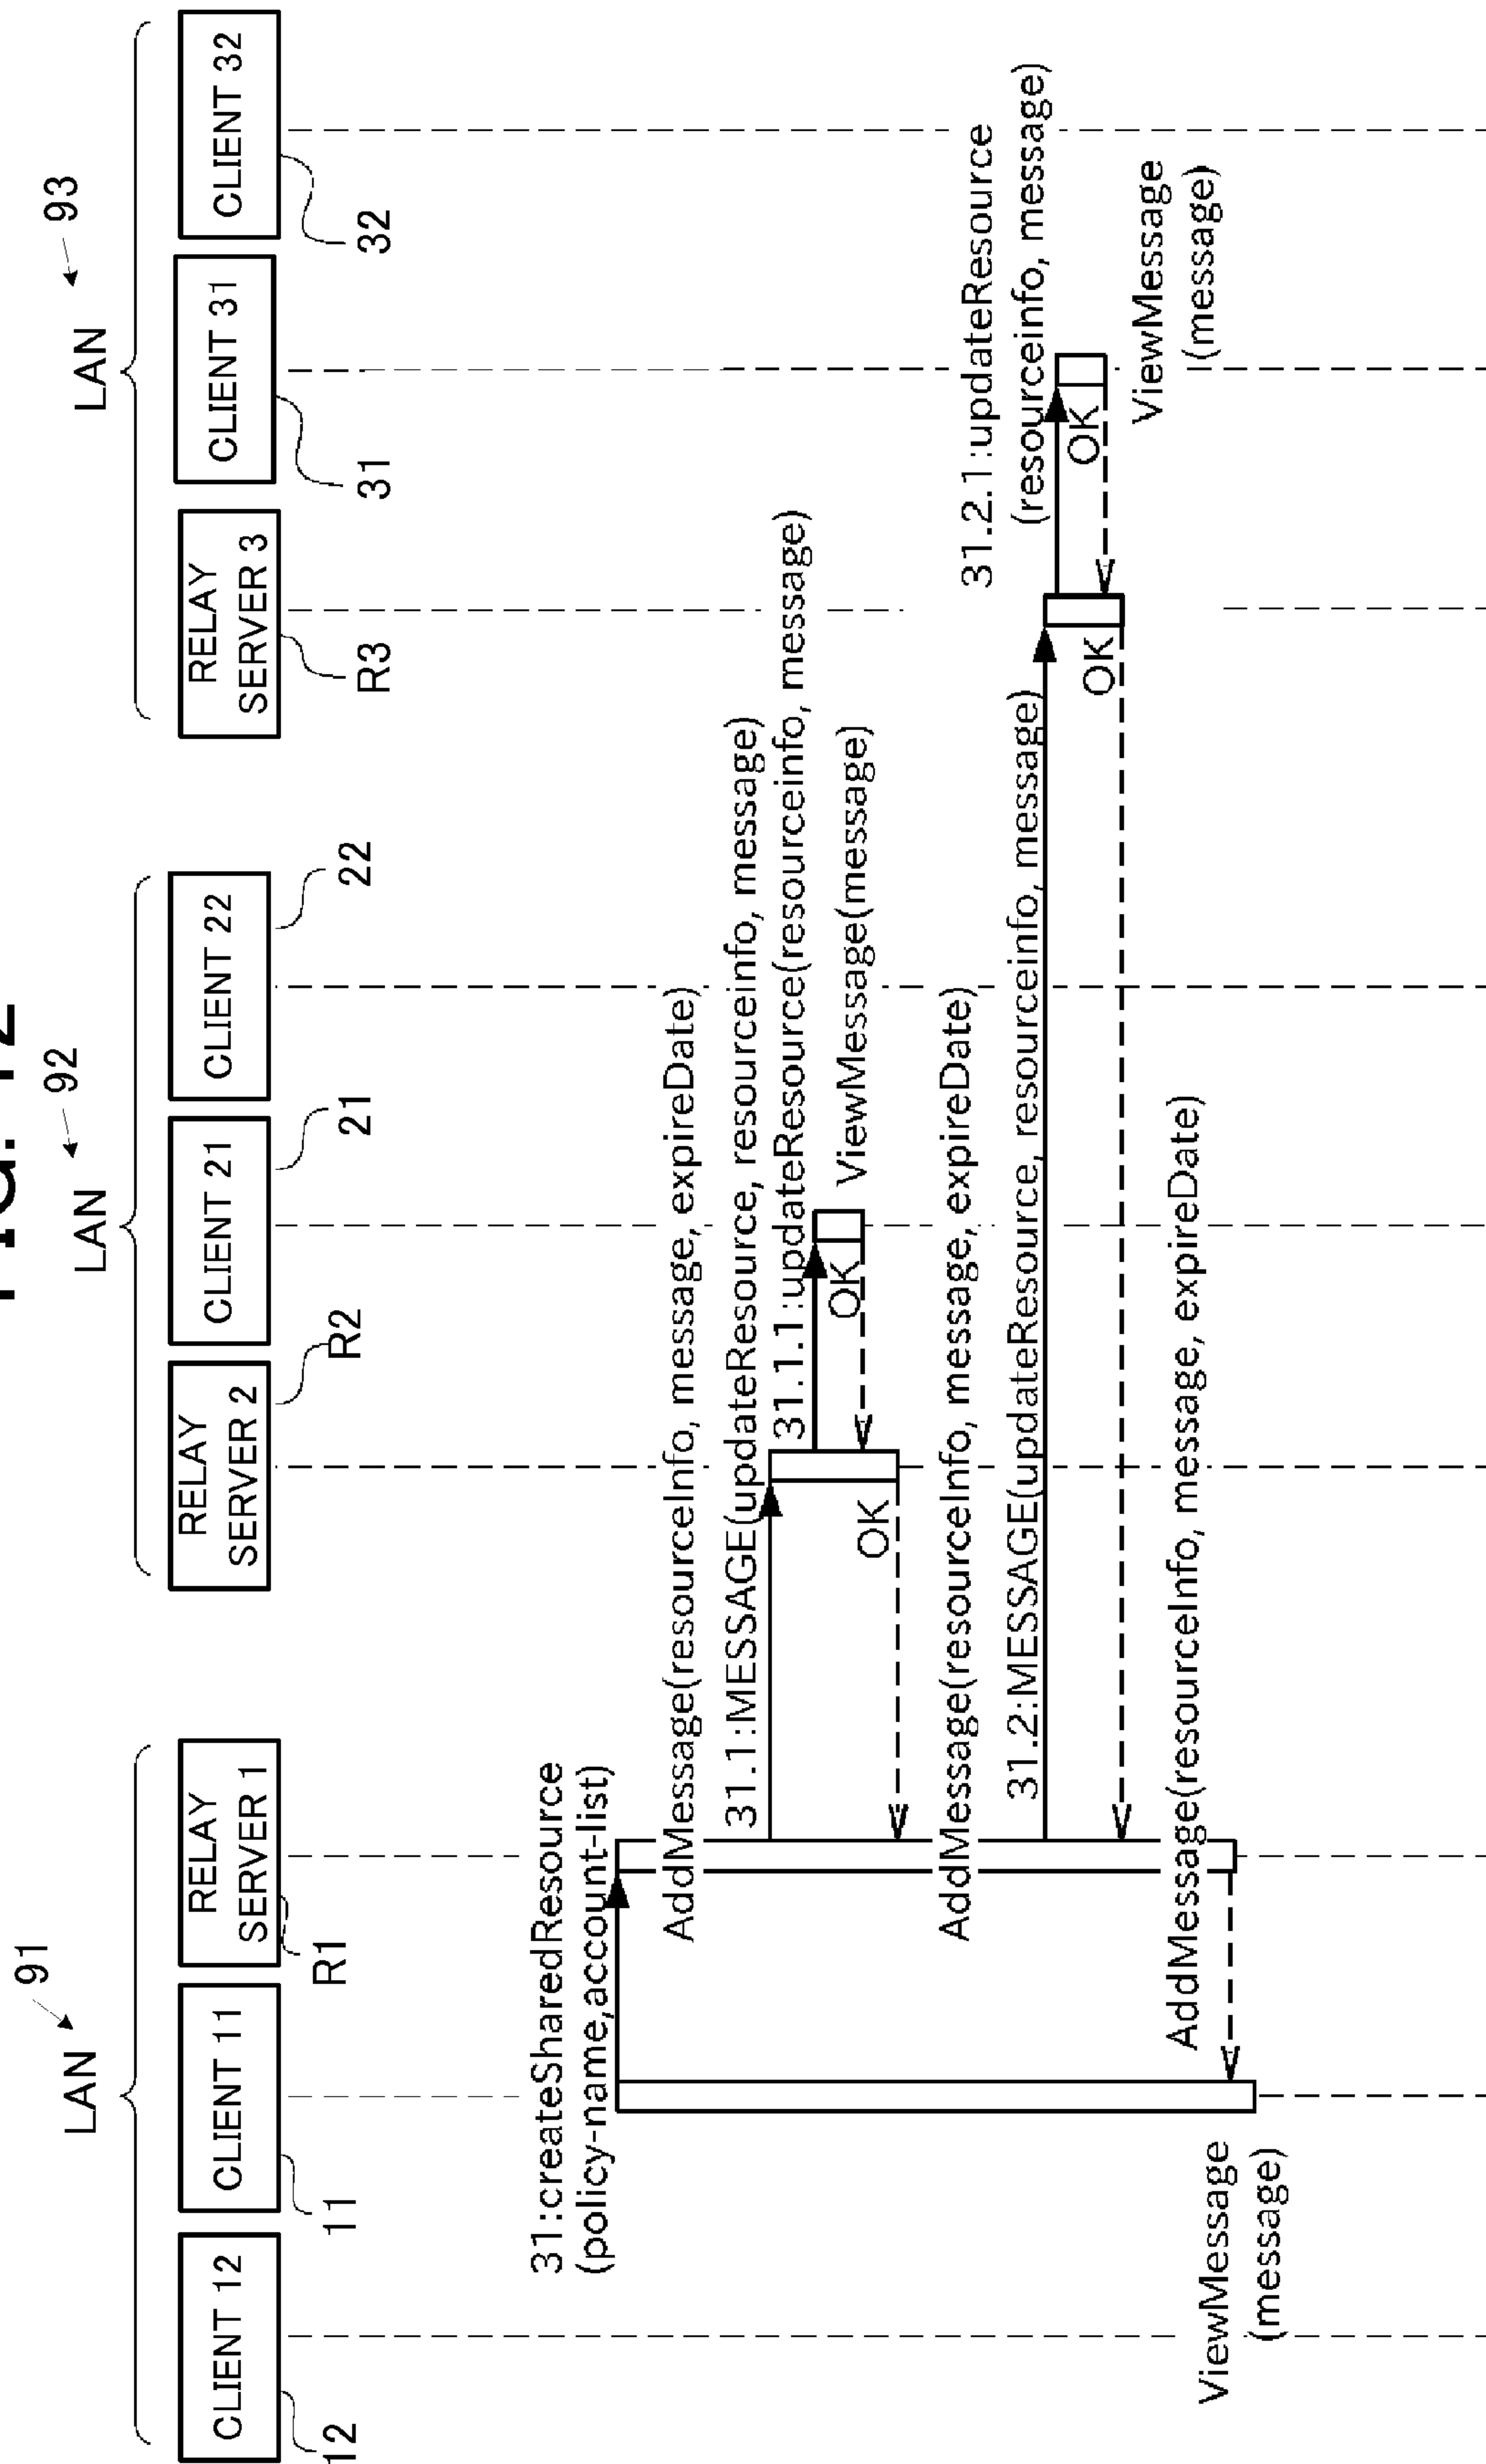 FIG. 12
91
LAN
92
LAN
93
LAN
CLIENT 12
CLIENT 11
RELAY
SERVER 1
RELAY
SERVER 2
CLIENT 21
CLIENT 22
RELAY
SERVER 3
CLIENT 31
CLIENT 32
12
11
R1
R2
21
22
R3
31
32
31:createSharedResource
(policy-name,account-list)
AddMessage(resourceInfo, message, expireDate)
31.1:MESSAGE(updateResource, resourceinfo, message)
31.1.1:updateResource(resourceinfo, message)
OK
ViewMessage(message)
OK
AddMessage(resourceInfo, message, expireDate)
31.2:MESSAGE(updateResource, resourceinfo, message)
31.2.1:updateResource
(resourceinfo, message)
OK
OK
ViewMessage
(message)
AddMessage(resourceInfo, message, expireDate)
ViewMessage
(message)